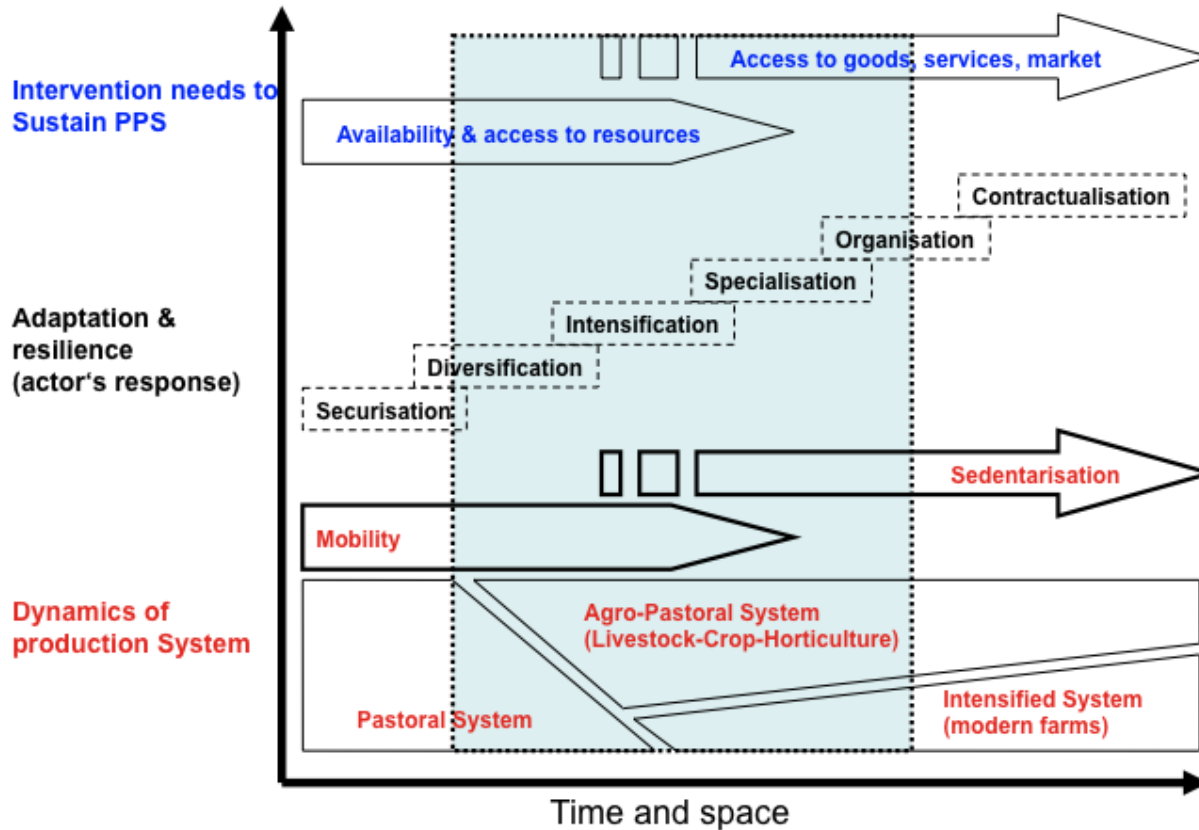 Access to goods, services, market
Intervention needs to
Sustain PPS
Availability & access to resources
Contractualisation
Organisation
Specialisation
Intensification
Adaptation &
resilience
(actor‘s response)
Diversification
Securisation
Sedentarisation
Mobility
Dynamics of
production System
Agro-Pastoral System
(Livestock-Crop-Horticulture)
Pastoral System
Intensified System
(modern farms)
Time and space